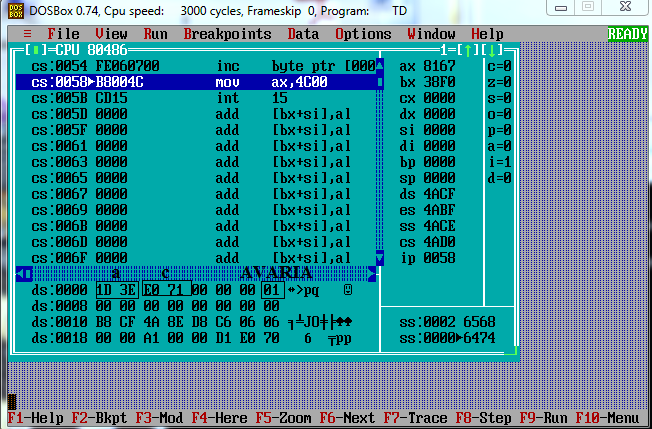 DOSBox 0.74, Cpu speed: 3000 cycles, Frameskip 0, Program: TD
≡ File View Run Breakpoints Data Options Window Help READY
[■]=CPU 80486 1=[↑][↓]
cs:0054 FE060700 inc byte ptr [000 ax 8167 c=0
cs:0058►B8004C mov ax,4C00 bx 38F0 z=0
cs:005B CD15 int 15 cx 0000 s=0
cs:005D 0000 add [bx+si],al dx 0000 o=0
cs:005F 0000 add [bx+si],al si 0000 p=0
cs:0061 0000 add [bx+si],al di 0000 a=0
cs:0063 0000 add [bx+si],al bp 0000 i=1
cs:0065 0000 add [bx+si],al sp 0000 d=0
cs:0067 0000 add [bx+si],al ds 4ACF
cs:0069 0000 add [bx+si],al es 4ABF
cs:006B 0000 add [bx+si],al ss 4ACE
cs:006D 0000 add [bx+si],al cs 4AD0
cs:006F 0000 add [bx+si],al ip 0058
a c AVARIA
ds:0000 1D 3E E0 71 00 00 00 01 ↔>pq ☺
ds:0008 00 00 00 00 00 00 00 00
ds:0010 B8 CF 4A 8E D8 C6 06 06 ╕╧JО╪╞♠♠ ss:0002 6568
ds:0018 00 00 A1 00 00 D1 E0 70 б ╤рp ss:0000►6474
F1-Help F2-Bkpt F3-Mod F4-Here F5-Zoom F6-Next F7-Trace F8-Step F9-Run F10-Menu